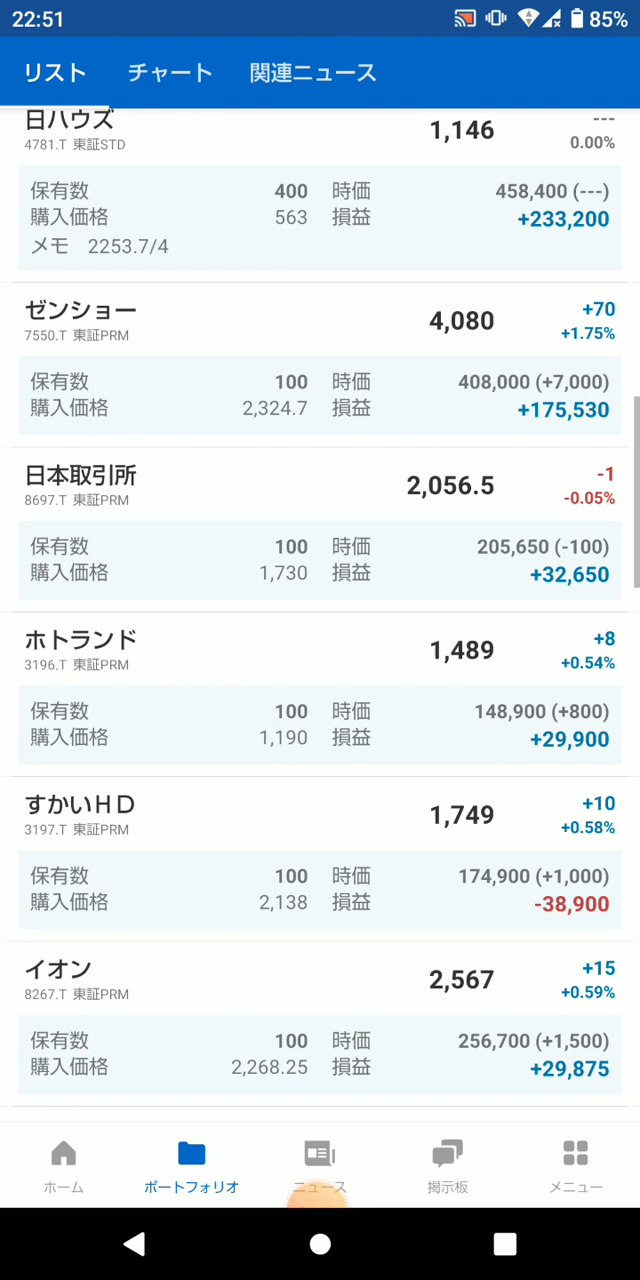 22:51 85%
リスト チャート 関連ニュース
日ハウズ 1,146 ---
4781.T 東証STD 0.00%
保有数 400 時価 458,400 (---)
購入価格 563 損益 +233,200
メモ 2253.7/4
ゼンショー 4,080 +70
7550.T 東証PRM +1.75%
保有数 100 時価 408,000 (+7,000)
購入価格 2,324.7 損益 +175,530
日本取引所 2,056.5 -1
8697.T 東証PRM -0.05%
保有数 100 時価 205,650 (-100)
購入価格 1,730 損益 +32,650
ホトランド 1,489 +8
3196.T 東証PRM +0.54%
保有数 100 時価 148,900 (+800)
購入価格 1,190 損益 +29,900
すかいＨＤ 1,749 +10
3197.T 東証PRM +0.58%
保有数 100 時価 174,900 (+1,000)
購入価格 2,138 損益 -38,900
イオン 2,567 +15
8267.T 東証PRM +0.59%
保有数 100 時価 256,700 (+1,500)
購入価格 2,268.25 損益 +29,875
ホーム ポートフォリオ ニュース 掲示板 メニュー